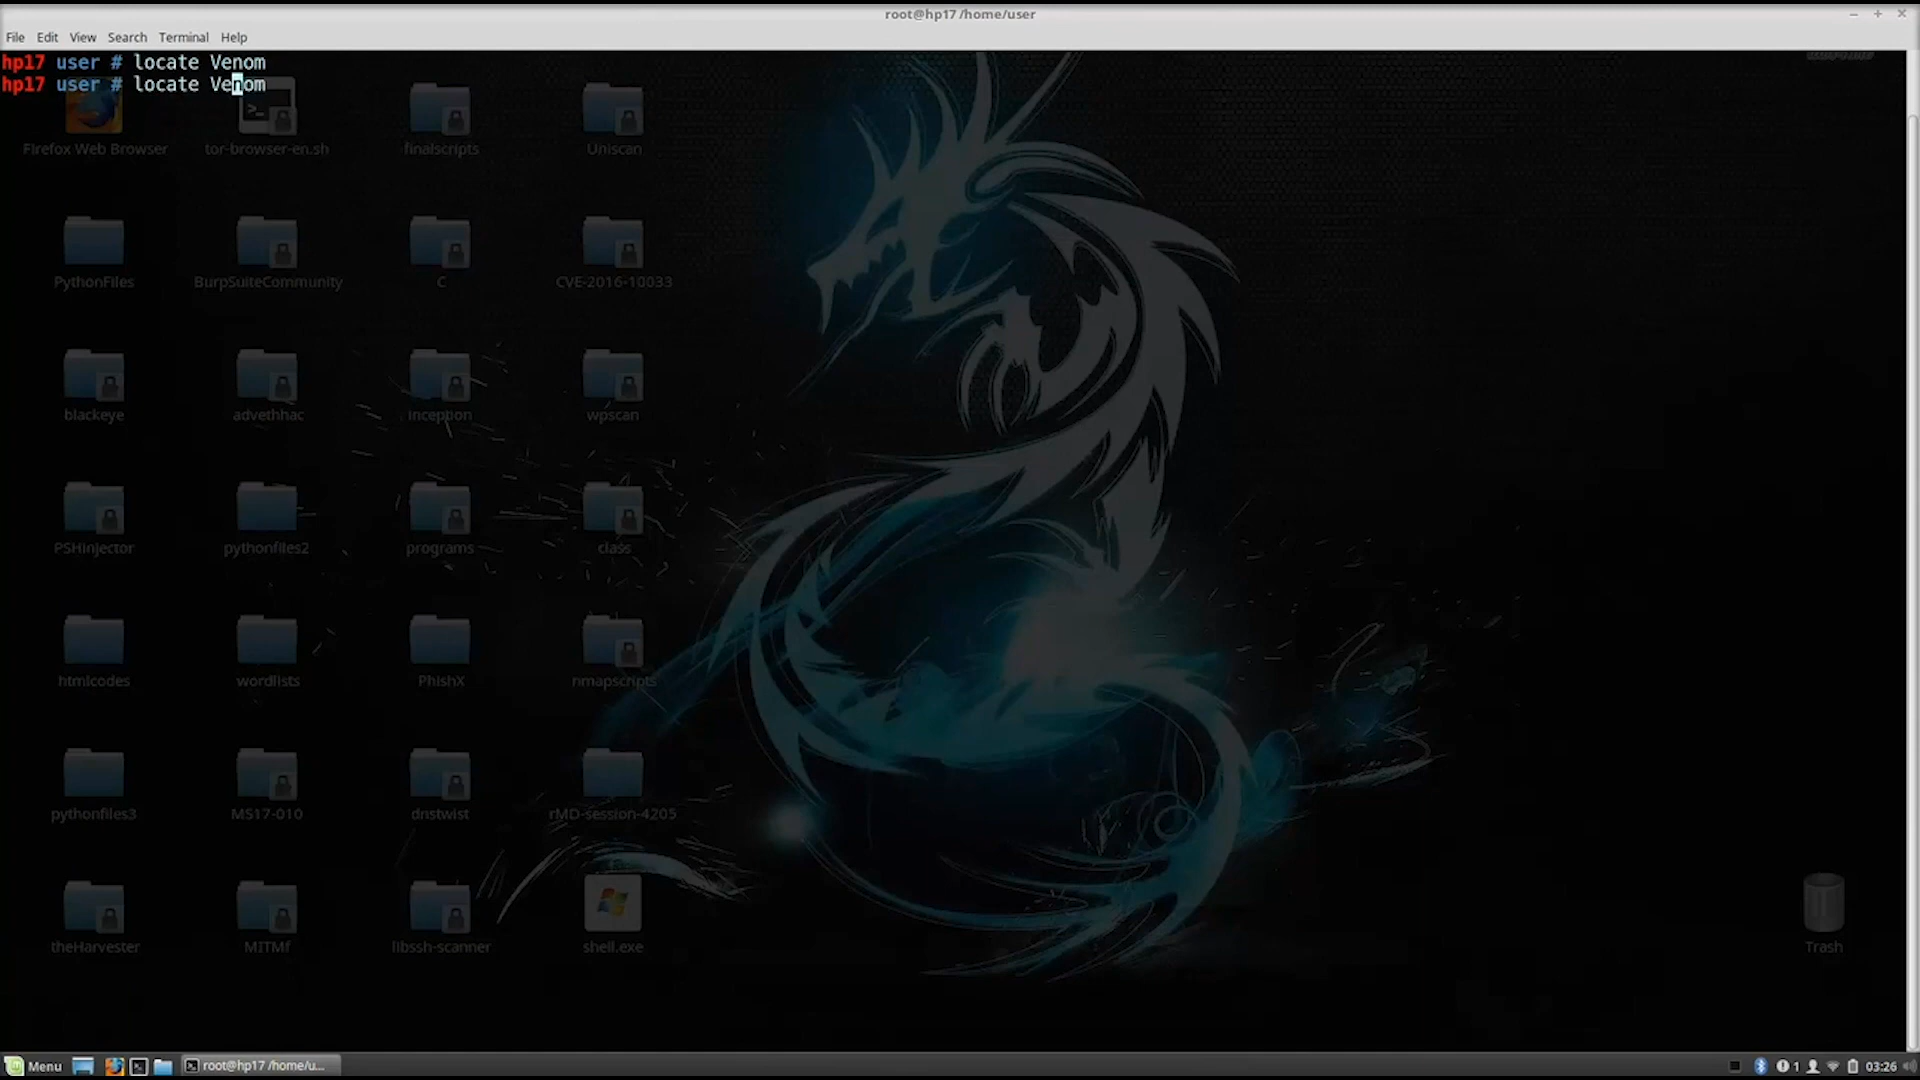 root@hp17 /home/user
File Edit View Search Terminal Help
hp17 user # locate Venom
hp17 user # locate Venom
Firefox Web Browser
tor-browser-en.sh
finalscripts
Uniscan
PythonFiles
BurpSuiteCommunity
C
CVE-2016-10033
blackeye
advethhac
inception
wpscan
PSHinjector
pythonfiles2
programs
class
htmlcodes
wordlists
PhishX
nmapscripts
pythonfiles3
MS17-010
dnstwist
rMD-session-4205
theHarvester
MITMf
libssh-scanner
shell.exe
Trash
Menu
root@hp17 /home/u...
1
03:26